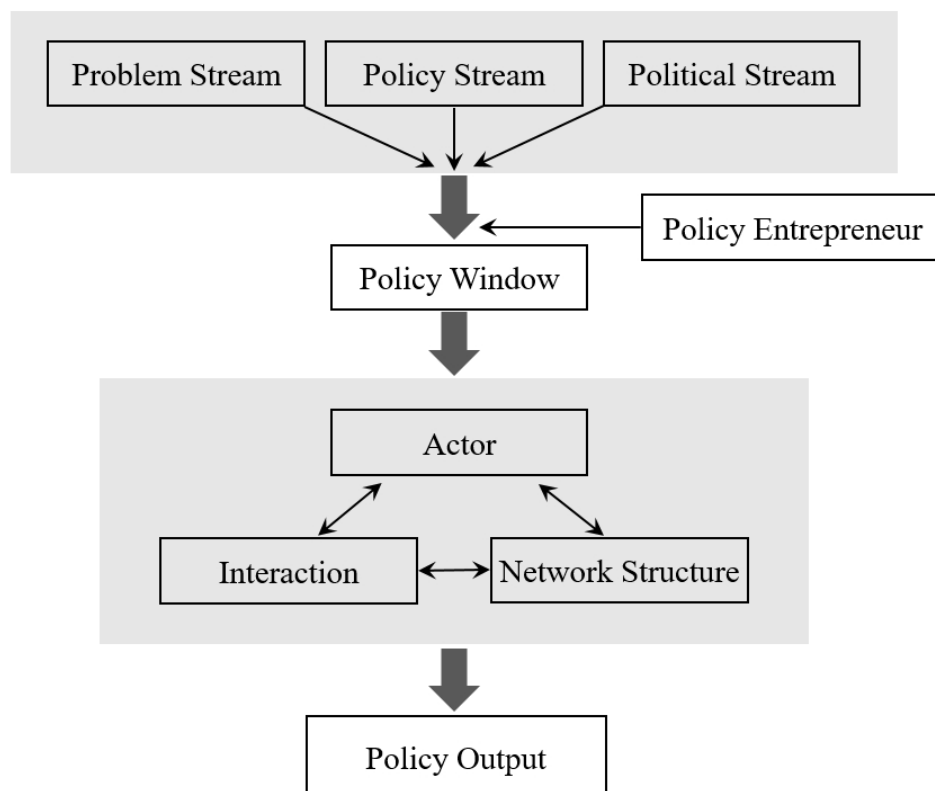 Problem Stream
Policy Stream
Political Stream
Policy Entrepreneur
Policy Window
Actor
Interaction
Network Structure
Policy Output